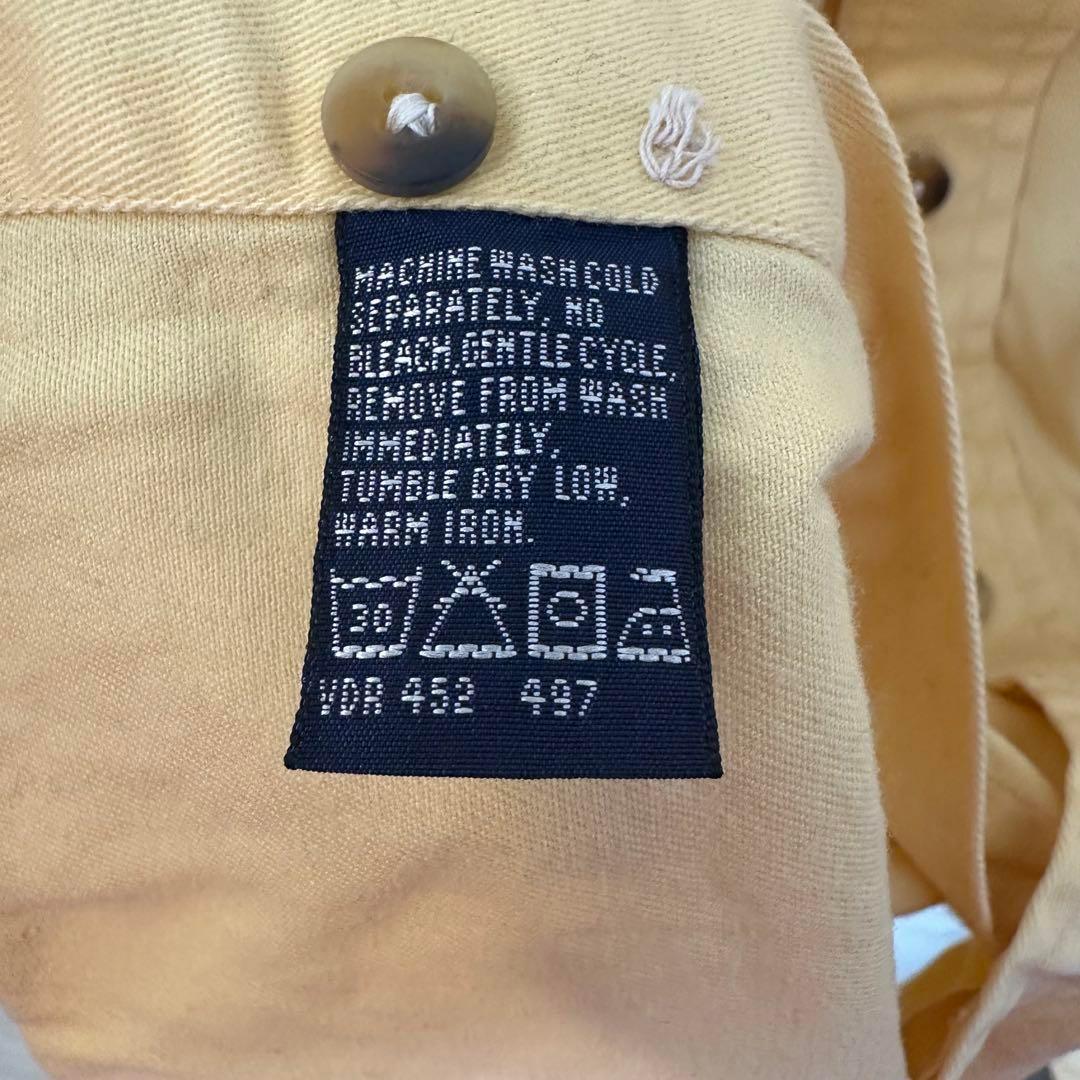 MACHINE WASH COLD
SEPARATELY, NO
BLEACH, GENTLE CYCLE,
REMOVE FROM WASH
IMMEDIATELY,
TUMBLE DRY LOW,
WARM IRON.
30
VDR 452 497